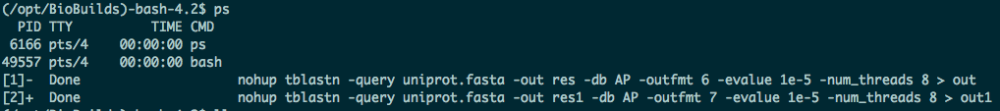 (/opt/BioBuilds)-bash-4.2$ ps
PID TTY TIME CMD
6166 pts/4 00:00:00 ps
49557 pts/4 00:00:00 bash
[1]- Done nohup tblastn -query uniprot.fasta -out res -db AP -outfmt 6 -evalue 1e-5 -num_threads 8 > out
[2]+ Done nohup tblastn -query uniprot.fasta -out res1 -db AP -outfmt 7 -evalue 1e-5 -num_threads 8 > out1